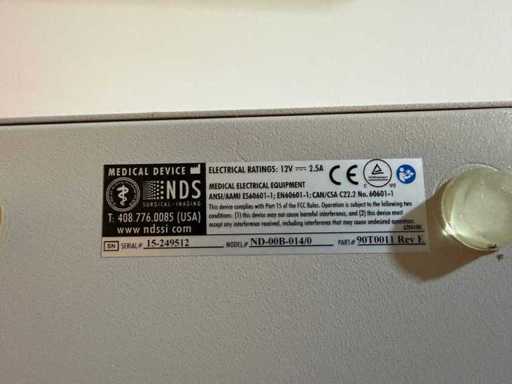 MEDICAL DEVICE
NDS
SURGICAL IMAGING
T: 408.776.0085 (USA)
www.ndssi.com
ELECTRICAL RATINGS: 12V ⎓ 2.5A
MEDICAL ELECTRICAL EQUIPMENT
ANSI/AAMI ES60601-1; EN60601-1; CAN/CSA C22.2 No. 60601-1
This device complies with Part 15 of the FCC Rules. Operation is subject to the following two
conditions: (1) this device may not cause harmful interference, and (2) this device must
accept any interference received, including interference that may cause undesired operation.
CE
SN SERIAL# 15-249512 MODEL# ND-00B-014/0 PART# 90T0011 Rev E